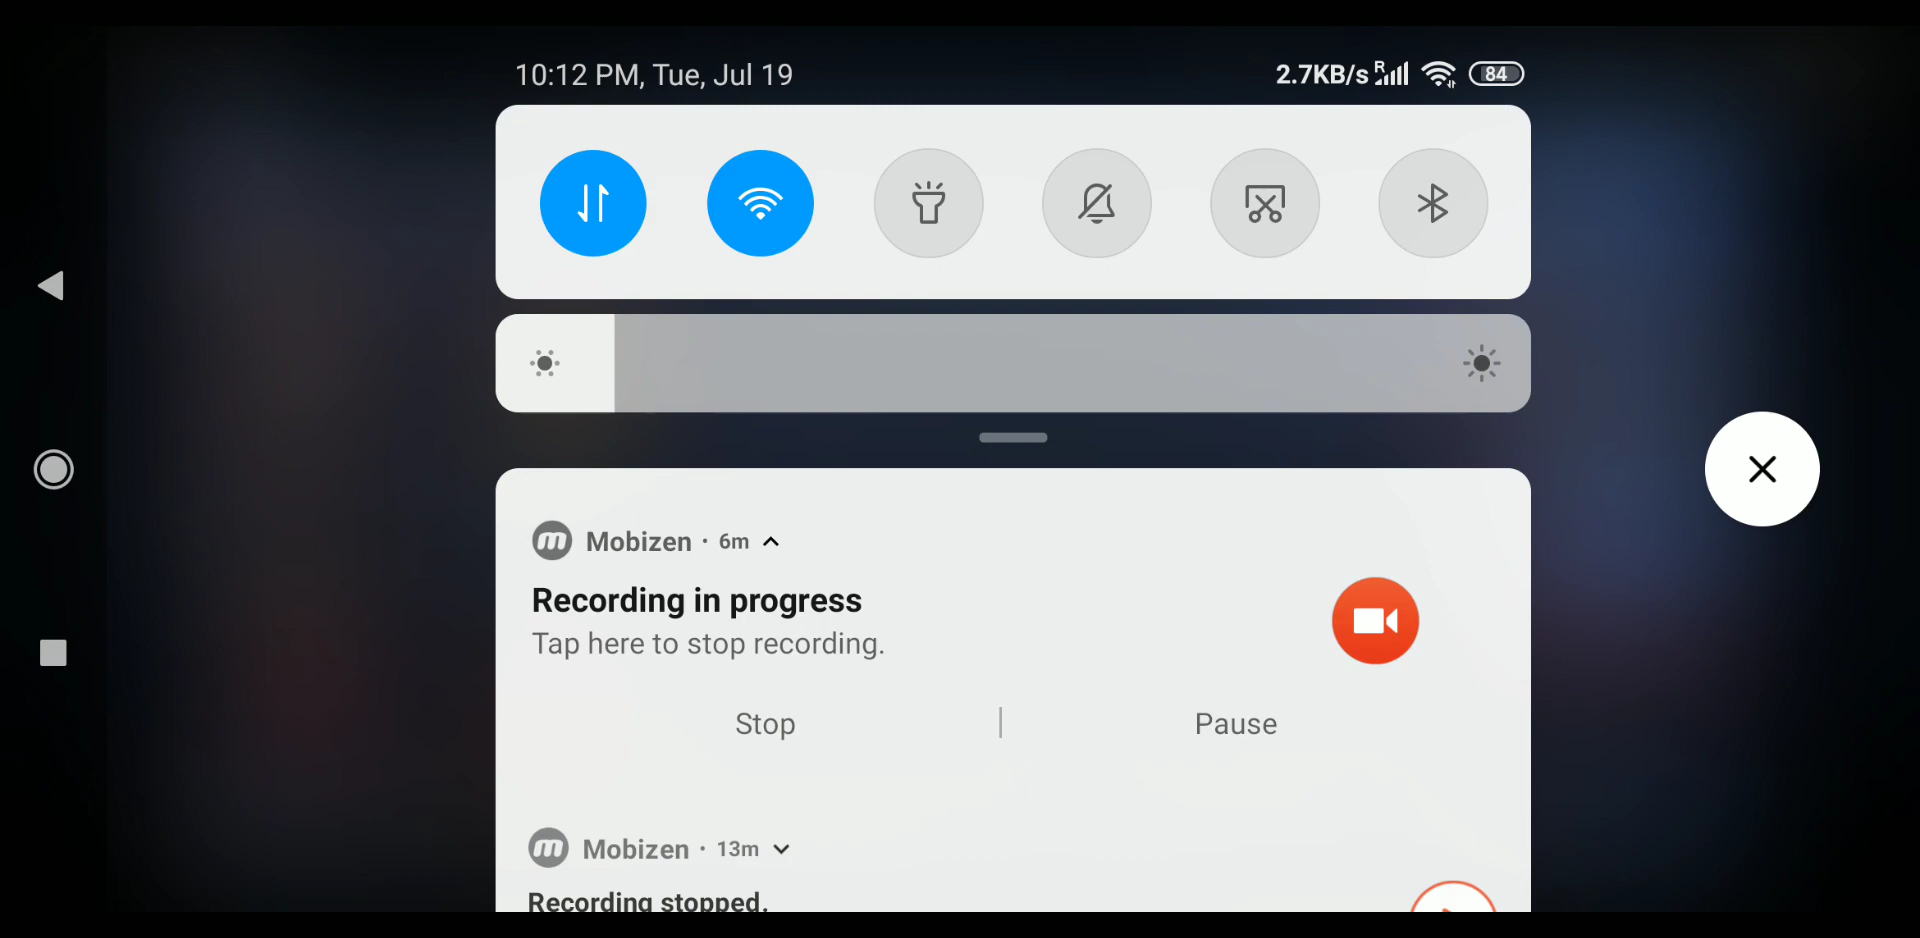 10:12 PM, Tue, Jul 19
2.7KB/s R 84
Mobizen · 6m
Recording in progress
Tap here to stop recording.
Stop | Pause
Mobizen · 13m
Recording stopped.